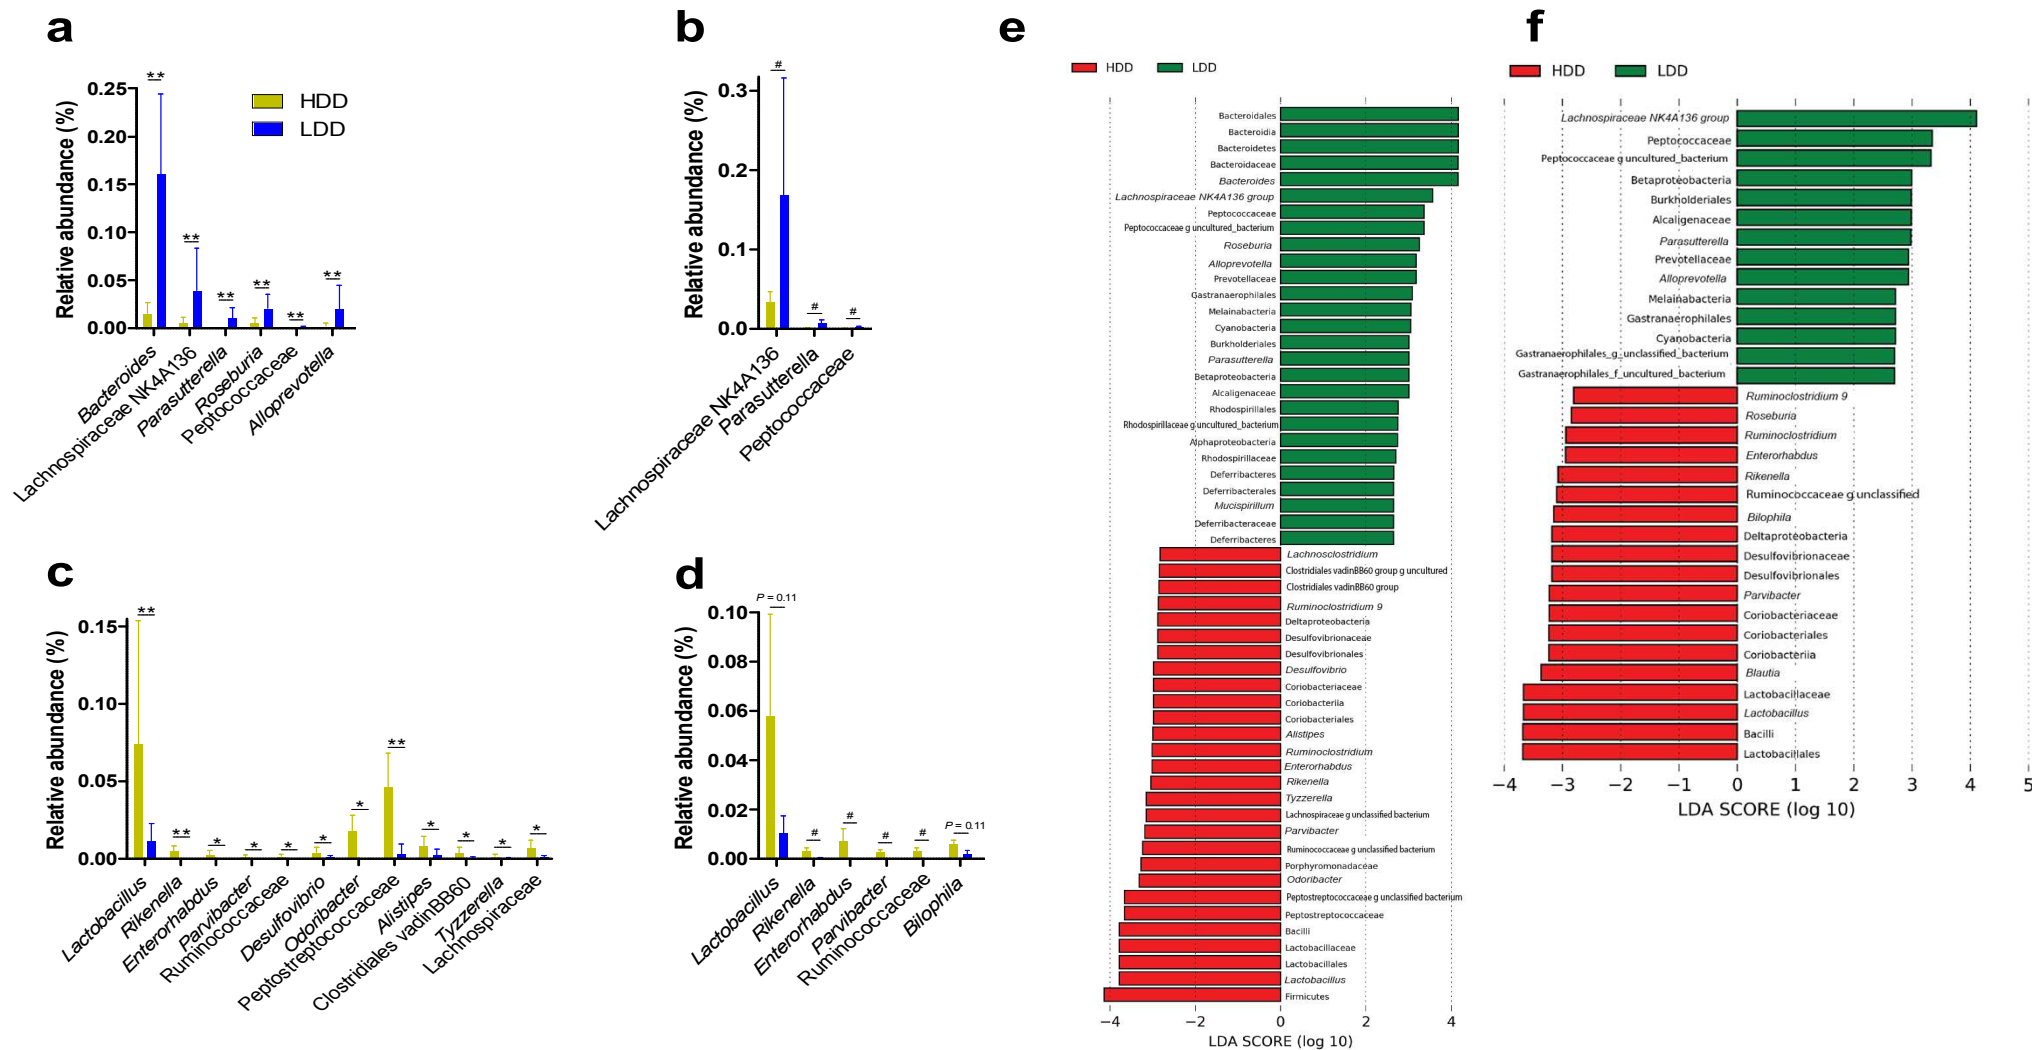 a
**
0.25
0.20
0.15
0.10
0.05
0.00
Relative abundance (%)
HDD
LDD
**
**
**
**
**
Bacteroides
Lachnospiraceae NK4A136
Parasutterella
Roseburia
Peptococcaceae
Alloprevotella
b
#
0.3
0.2
0.1
0.0
Relative abundance (%)
#
#
Lachnospiraceae NK4A136
Parasutterella
Peptococcaceae
c
**
0.15
0.10
0.05
0.00
Relative abundance (%)
**
*
*
*
*
*
**
*
*
*
*
Lactobacillus
Rikenella
Enterorhabdus
Parvibacter
Ruminococcaceae
Desulfovibrio
Odoribacter
Peptostreptococcaceae
Alistipes
Clostridiales vadinBB60
Tyzzerella
Lachnospiraceae
d
P = 0.11
0.10
0.08
0.06
0.04
0.02
0.00
Relative abundance (%)
#
#
#
#
P = 0.11
Lactobacillus
Rikenella
Enterorhabdus
Parvibacter
Ruminococcaceae
Bilophila
e
HDD
LDD
Bacteroidales
Bacteroidia
Bacteroidetes
Bacteroidaceae
Bacteroides
Lachnospiraceae NK4A136 group
Peptococcaceae
Peptococcaceae g uncultured_bacterium
Roseburia
Alloprevotella
Prevotellaceae
Gastranaerophilales
Melainabacteria
Cyanobacteria
Burkholderiales
Parasutterella
Betaproteobacteria
Alcaligenaceae
Rhodospirillales
Rhodospirillaceae g uncultured_bacterium
Alphaproteobacteria
Rhodospirillaceae
Deferribacteres
Deferribacterales
Mucispirillum
Deferribacteraceae
Deferribacteres
Lachnosclostridium
Clostridiales vadinBB60 group g uncultured
Clostridiales vadinBB60 group
Ruminoclostridium 9
Deltaproteobacteria
Desulfovibrionaceae
Desulfovibrionales
Desulfovibrio
Coriobacteriaceae
Coriobacteriia
Coriobacteriales
Alistipes
Ruminoclostridium
Enterorhabdus
Rikenella
Tyzzerella
Lachnospiraceae g unclassified bacterium
Parvibacter
Ruminococcaceae g unclassified bacterium
Porphyromonadaceae
Odoribacter
Peptostreptococcaceae g unclassified bacterium
Peptostreptococcaceae
Bacilli
Lactobacillaceae
Lactobacillales
Lactobacillus
Firmicutes
−4 −2 0 2 4
LDA SCORE (log 10)
f
HDD
LDD
Lachnospiraceae NK4A136 group
Peptococcaceae
Peptococcaceae g uncultured_bacterium
Betaproteobacteria
Burkholderiales
Alcaligenaceae
Parasutterella
Prevotellaceae
Alloprevotella
Melainabacteria
Gastranaerophilales
Cyanobacteria
Gastranaerophilales_g_unclassified_bacterium
Gastranaerophilales_f_uncultured_bacterium
Ruminoclostridium 9
Roseburia
Ruminoclostridium
Enterorhabdus
Rikenella
Ruminococcaceae g unclassified
Bilophila
Deltaproteobacteria
Desulfovibrionaceae
Desulfovibrionales
Parvibacter
Coriobacteriaceae
Coriobacteriales
Coriobacteriia
Blautia
Lactobacillaceae
Lactobacillus
Bacilli
Lactobacillales
−4 −3 −2 −1 0 1 2 3 4 5
LDA SCORE (log 10)